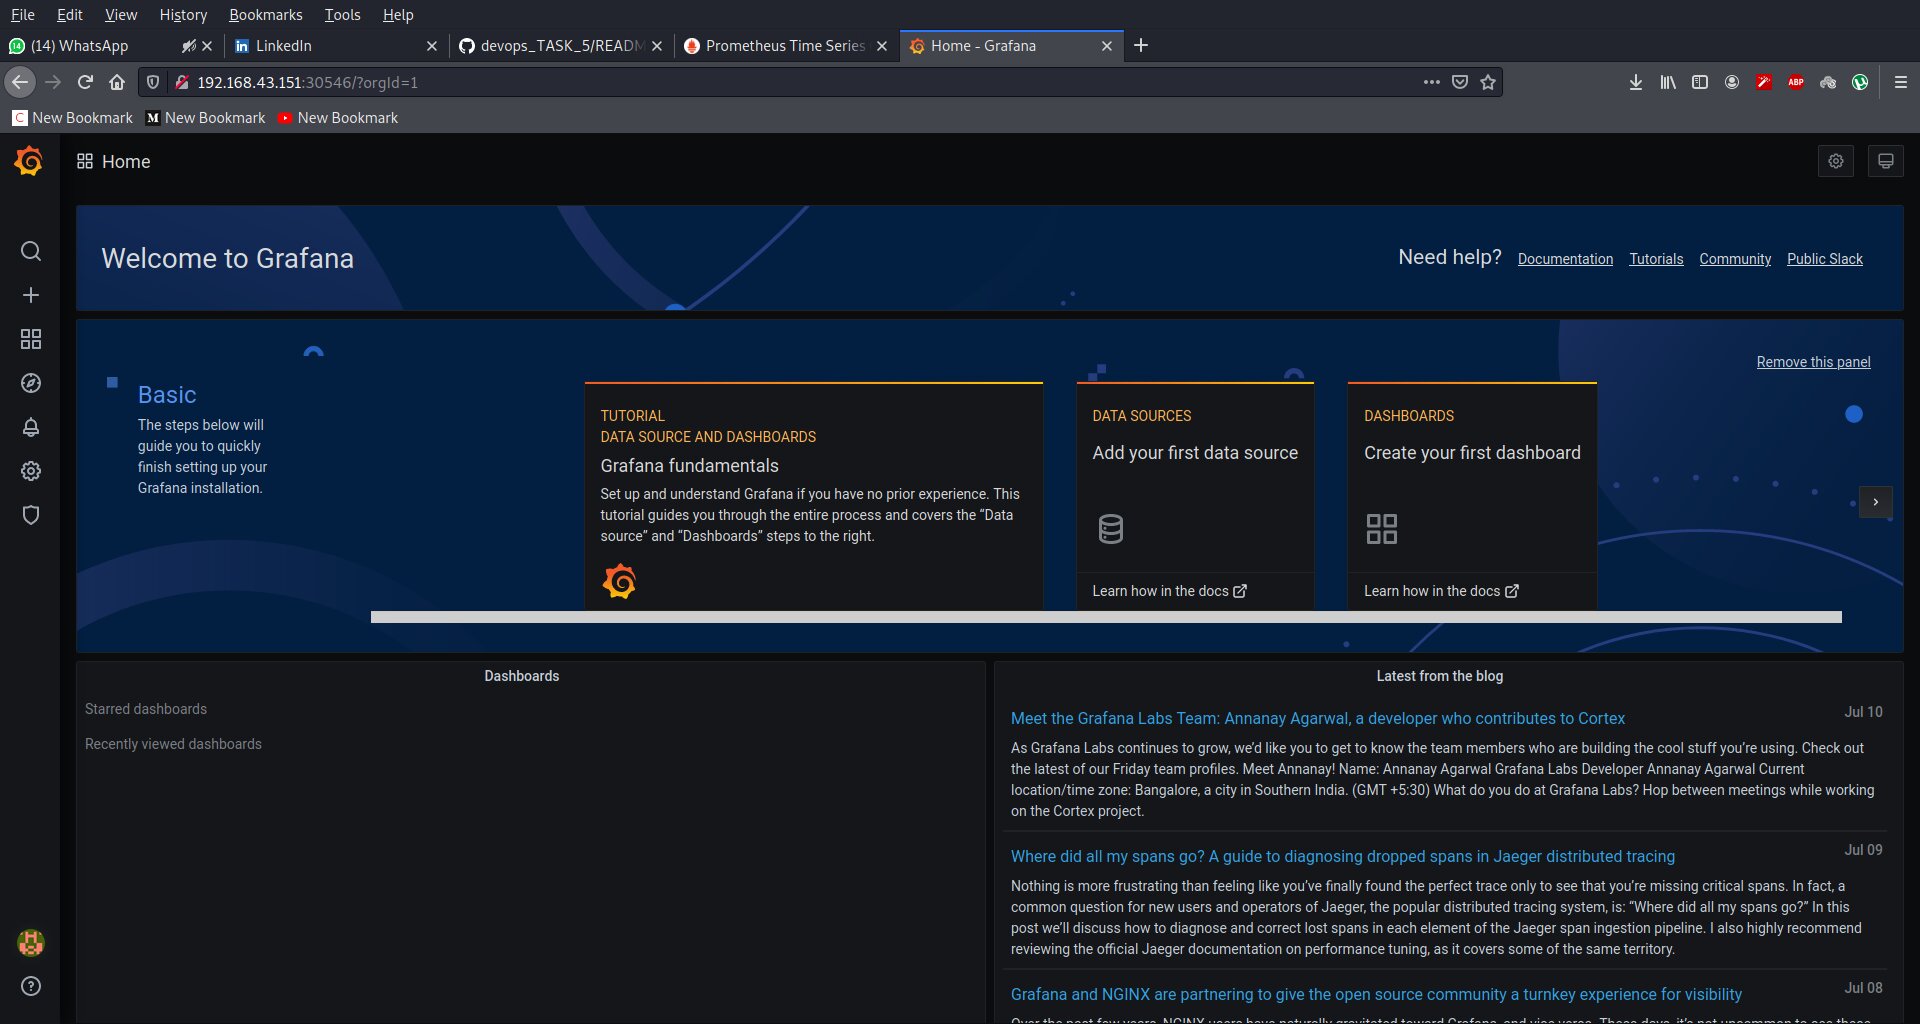 File Edit View History Bookmarks Tools Help
(14) WhatsApp
LinkedIn
devops_TASK_5/READM
Prometheus Time Series
Home - Grafana
192.168.43.151:30546/?orgId=1
ABP
C New Bookmark
M New Bookmark
New Bookmark
Home
Welcome to Grafana
Need help? Documentation Tutorials Community Public Slack
Remove this panel
Basic
The steps below will
guide you to quickly
finish setting up your
Grafana installation.
TUTORIAL
DATA SOURCE AND DASHBOARDS
Grafana fundamentals
Set up and understand Grafana if you have no prior experience. This
tutorial guides you through the entire process and covers the “Data
source” and “Dashboards” steps to the right.
DATA SOURCES
Add your first data source
Learn how in the docs
DASHBOARDS
Create your first dashboard
Learn how in the docs
Dashboards
Starred dashboards
Recently viewed dashboards
Latest from the blog
Meet the Grafana Labs Team: Annanay Agarwal, a developer who contributes to Cortex
Jul 10
As Grafana Labs continues to grow, we’d like you to get to know the team members who are building the cool stuff you’re using. Check out
the latest of our Friday team profiles. Meet Annanay! Name: Annanay Agarwal Grafana Labs Developer Annanay Agarwal Current
location/time zone: Bangalore, a city in Southern India. (GMT +5:30) What do you do at Grafana Labs? Hop between meetings while working
on the Cortex project.
Where did all my spans go? A guide to diagnosing dropped spans in Jaeger distributed tracing
Jul 09
Nothing is more frustrating than feeling like you’ve finally found the perfect trace only to see that you’re missing critical spans. In fact, a
common question for new users and operators of Jaeger, the popular distributed tracing system, is: “Where did all my spans go?” In this
post we’ll discuss how to diagnose and correct lost spans in each element of the Jaeger span ingestion pipeline. I also highly recommend
reviewing the official Jaeger documentation on performance tuning, as it covers some of the same territory.
Grafana and NGINX are partnering to give the open source community a turnkey experience for visibility
Jul 08